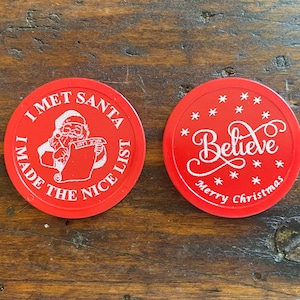 I MET SANTA
I MADE THE NICE LIST
Believe
Merry Christmas